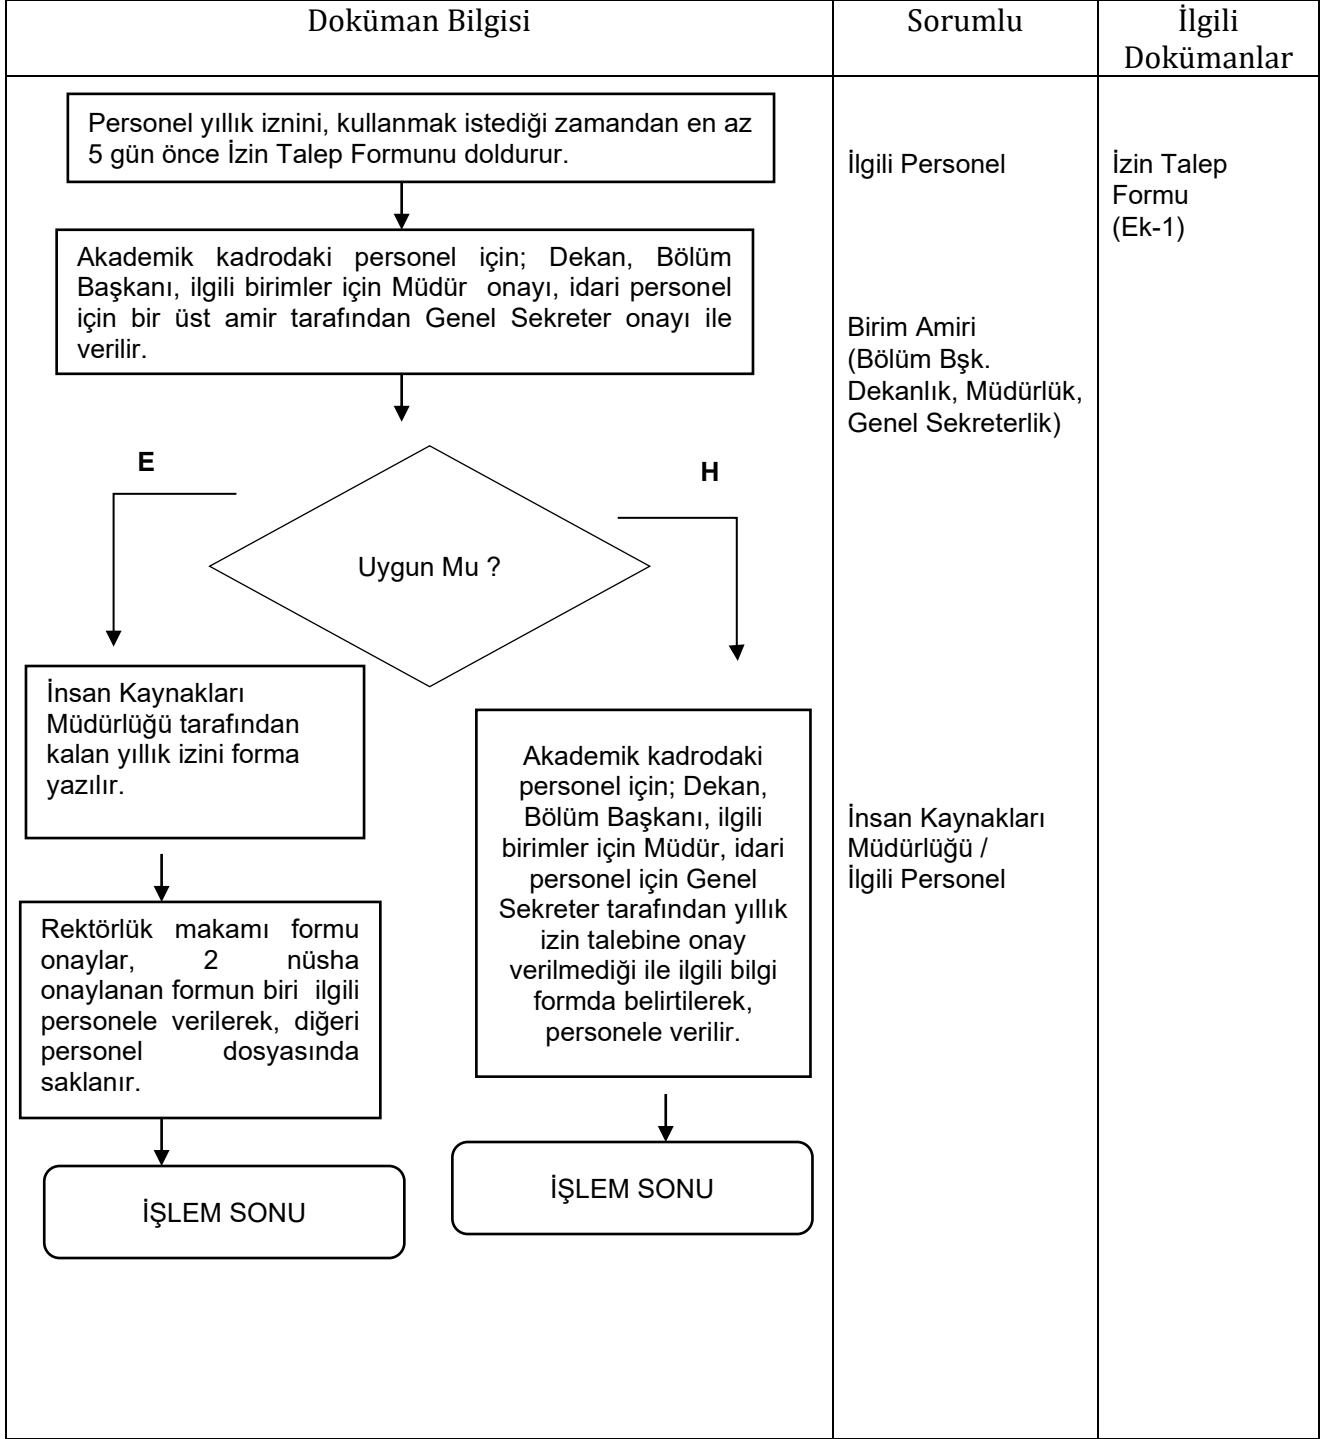 Doküman Bilgisi
Sorumlu
İlgili
Dokümanlar
Personel yıllık iznini, kullanmak istediği zamandan en az
5 gün önce İzin Talep Formunu doldurur.
İlgili Personel
İzin Talep
Formu
(Ek-1)
Akademik kadrodaki personel için; Dekan, Bölüm
Başkanı, ilgili birimler için Müdür onayı, idari personel
için bir üst amir tarafından Genel Sekreter onayı ile
verilir.
Birim Amiri
(Bölüm Bşk.
Dekanlık, Müdürlük,
Genel Sekreterlik)
E
H
Uygun Mu ?
İnsan Kaynakları
Müdürlüğü tarafından
kalan yıllık izini forma
yazılır.
Akademik kadrodaki
personel için; Dekan,
Bölüm Başkanı, ilgili
birimler için Müdür, idari
personel için Genel
Sekreter tarafından yıllık
izin talebine onay
verilmediği ile ilgili bilgi
formda belirtilerek,
personele verilir.
İnsan Kaynakları
Müdürlüğü /
İlgili Personel
Rektörlük makamı formu
onaylar, 2 nüsha
onaylanan formun biri ilgili
personele verilerek, diğeri
personel dosyasında
saklanır.
İŞLEM SONU
İŞLEM SONU